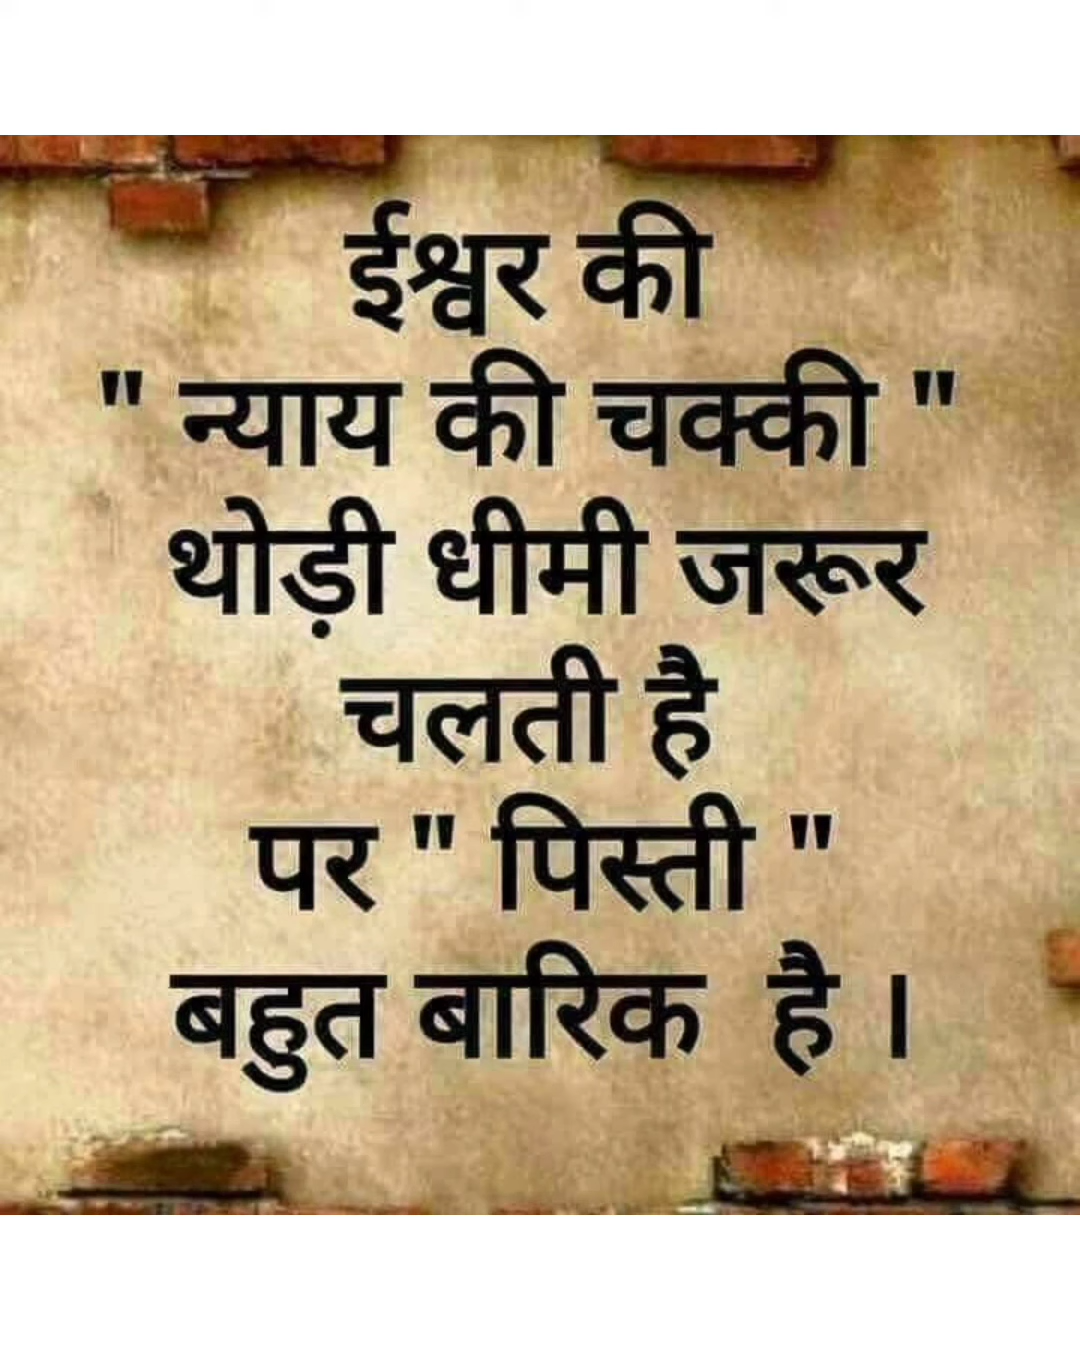 ईश्वर की
" न्याय की चक्की "
थोड़ी धीमी जरूर
चलती है
पर " पिस्ती "
बहुत बारिक है ।